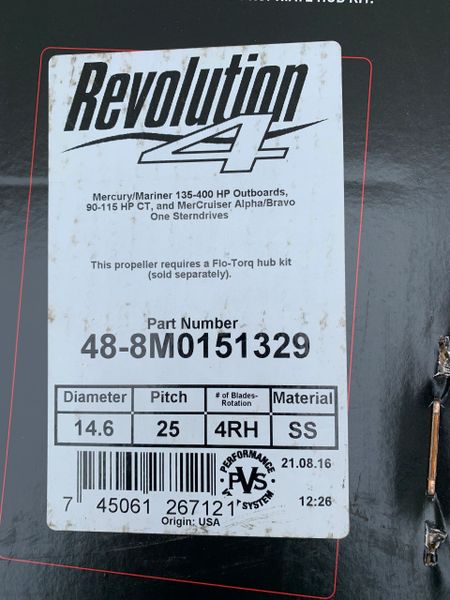 HUB KIT.
Revolution
4
Mercury/Mariner 135-400 HP Outboards,
90-115 HP CT, and MerCruiser Alpha/Bravo
One Sterndrives
This propeller requires a Flo-Torq hub kit
(sold separately).
Part Number
48-8M0151329
Diameter Pitch # of Blades- Material
Rotation
14.6 25 4RH SS
PERFORMANCE
PVS
SYSTEM
21.08.16
7 45061 26712 1
12:26
Origin: USA